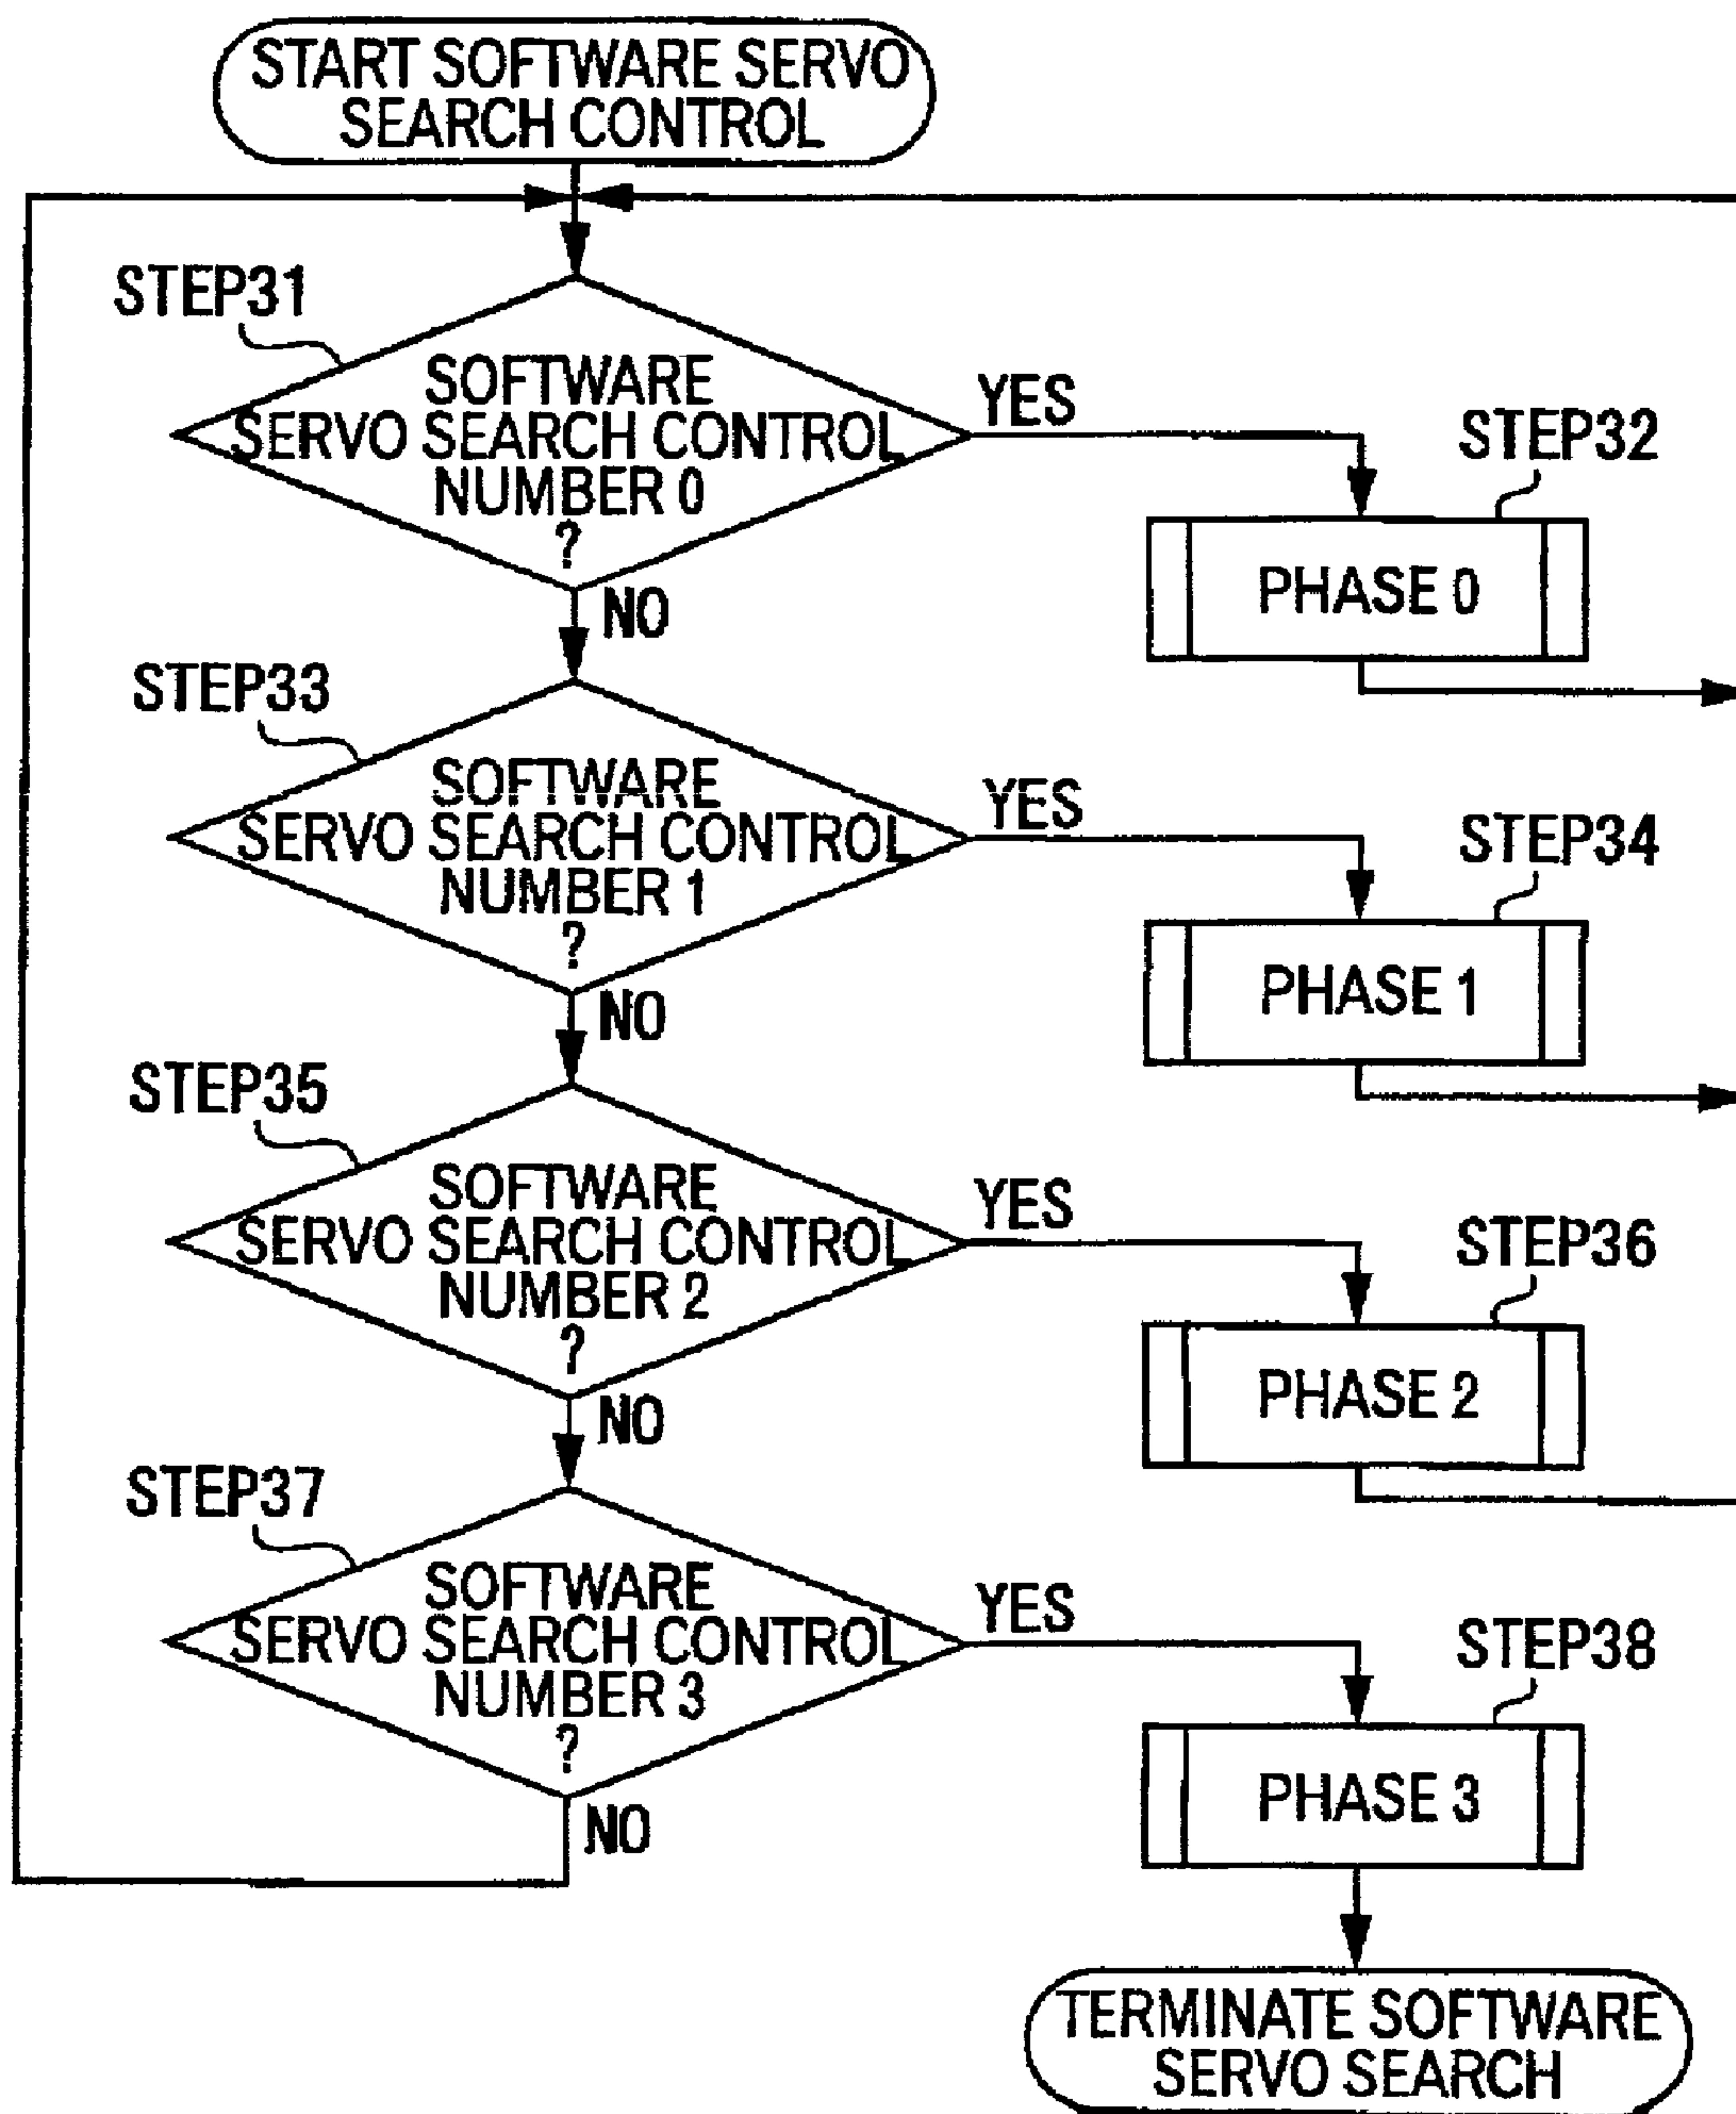 START SOFTWARE SERVO
SEARCH CONTROL
STEP31
SOFTWARE
SERVO SEARCH CONTROL
NUMBER 0
?
YES
NO
STEP32
PHASE 0
STEP33
SOFTWARE
SERVO SEARCH CONTROL
NUMBER 1
?
YES
NO
STEP34
PHASE 1
STEP35
SOFTWARE
SERVO SEARCH CONTROL
NUMBER 2
?
YES
NO
STEP36
PHASE 2
STEP37
SOFTWARE
SERVO SEARCH CONTROL
NUMBER 3
?
YES
NO
STEP38
PHASE 3
TERMINATE SOFTWARE
SERVO SEARCH